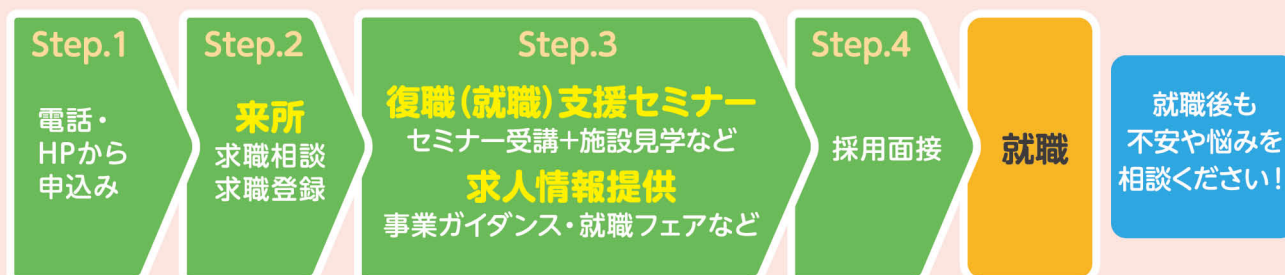 Step.1
電話・
HPから
申込み
Step.2
来所
求職相談
求職登録
Step.3
復職(就職)支援セミナー
セミナー受講+施設見学など
求人情報提供
事業ガイダンス・就職フェアなど
Step.4
採用面接
就職
就職後も
不安や悩みを
相談ください!